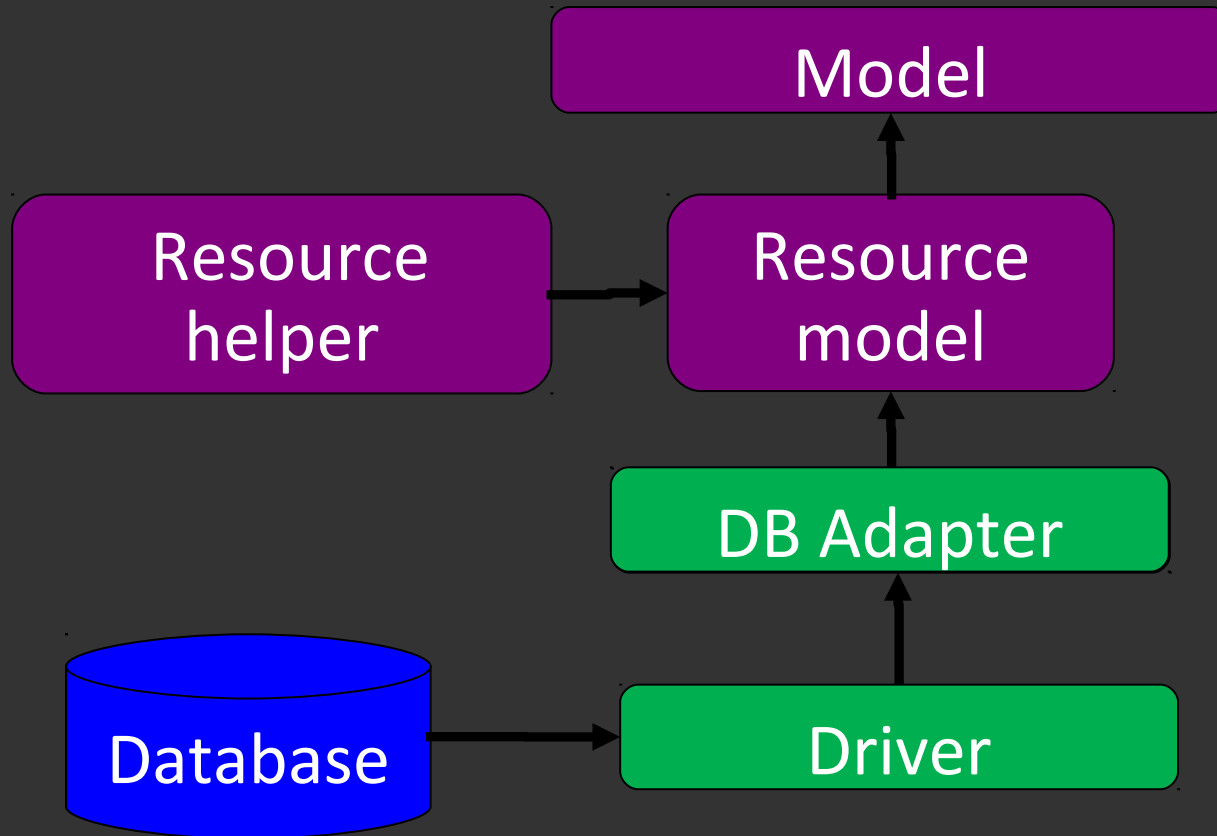 Model
Resource
helper
Resource
model
DB Adapter
Database
Driver